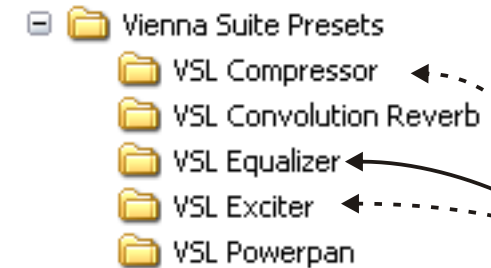 Vienna Suite Presets
VSL Compressor
VSL Convolution Reverb
VSL Equalizer
VSL Exciter
VSL Powerpan